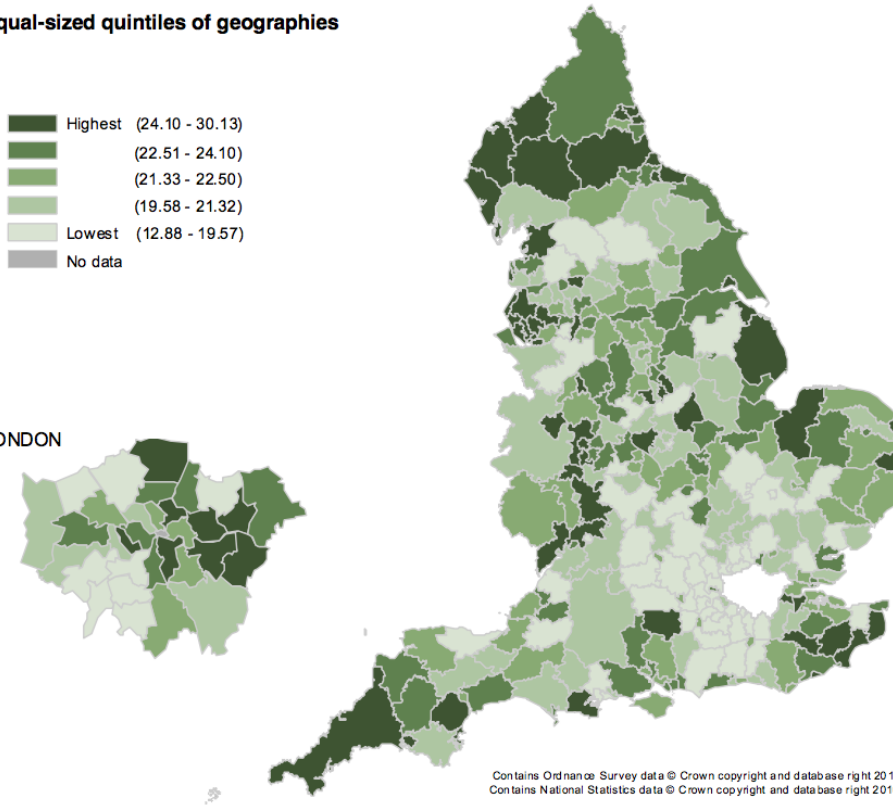 qual-sized quintiles of geographies
Highest (24.10 - 30.13)
(22.51 - 24.10)
(21.33 - 22.50)
(19.58 - 21.32)
Lowest (12.88 - 19.57)
No data
ONDON
Contains Ordnance Survey data © Crown copyright and database right 201
Contains National Statistics data © Crown copyright and database right 201